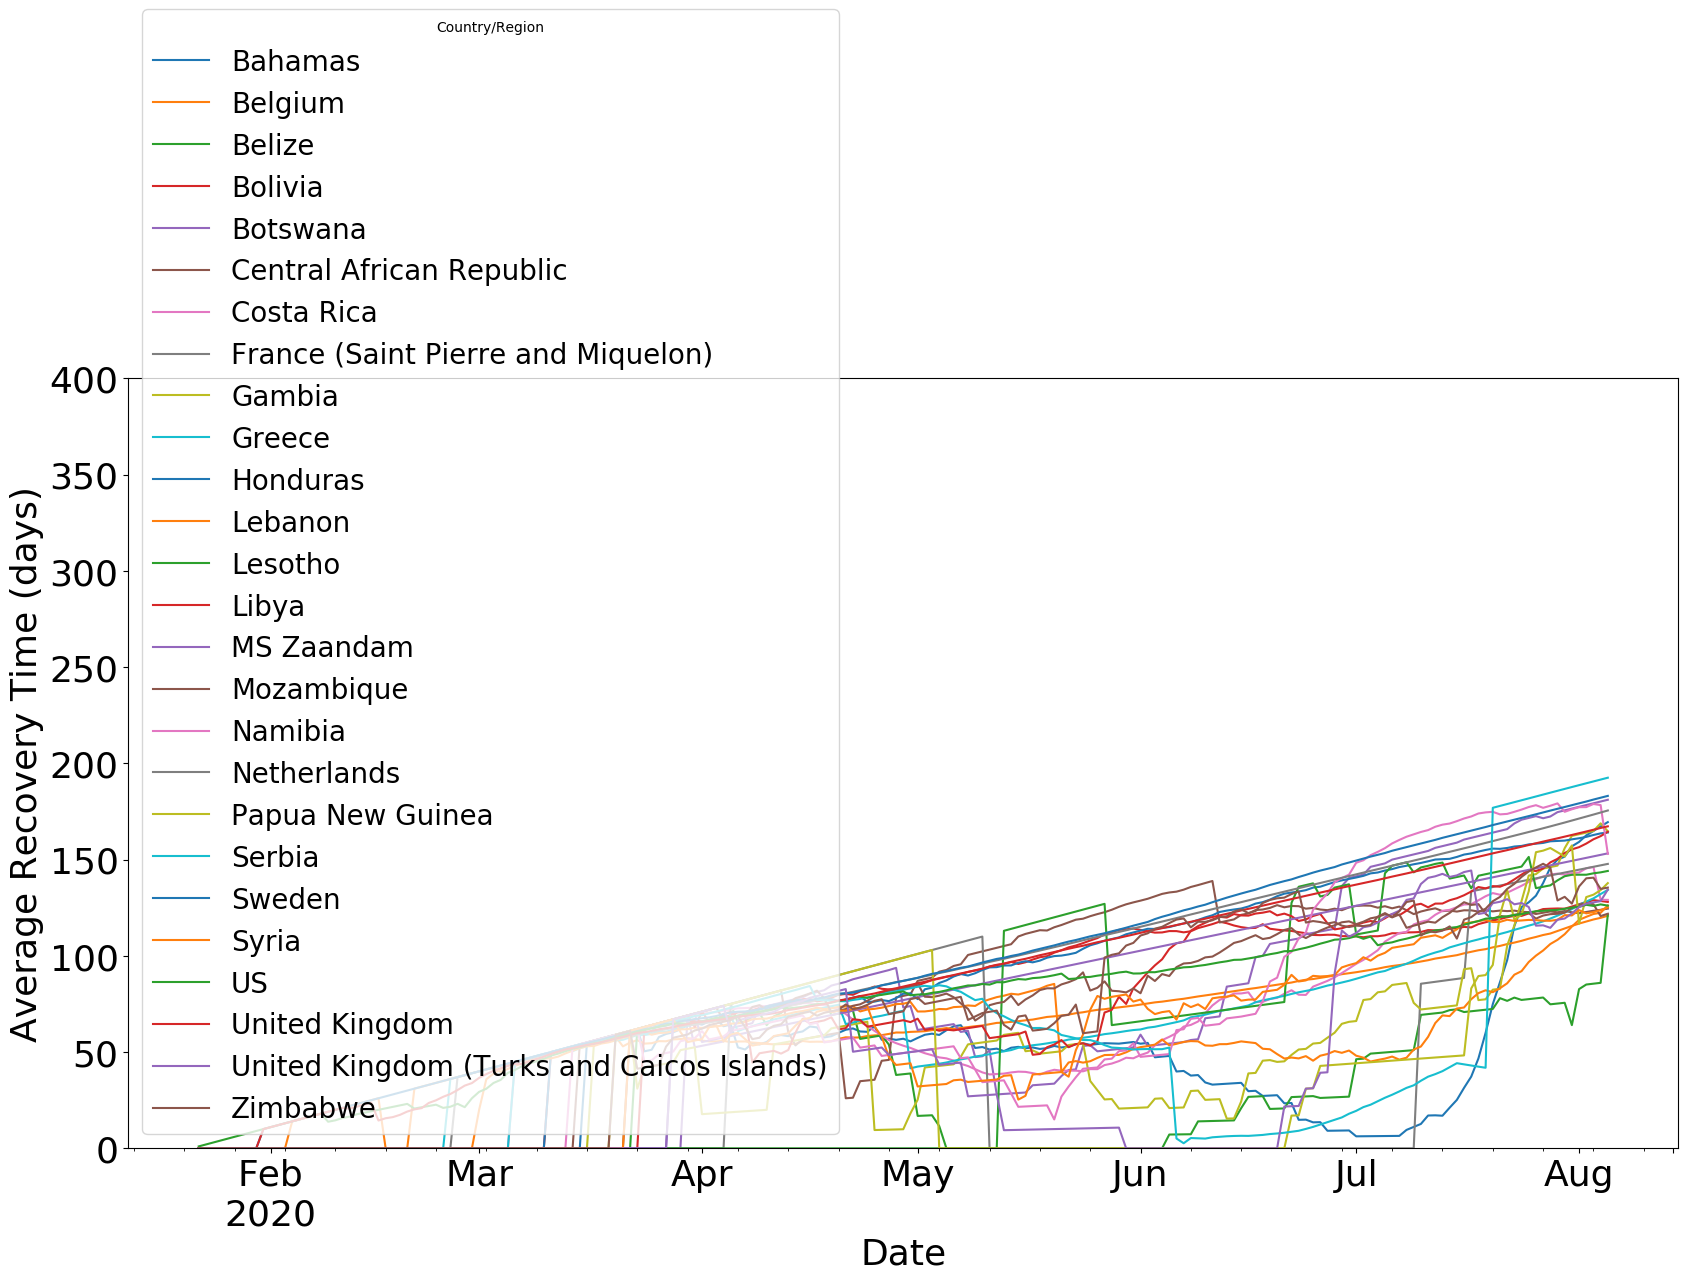 Country/Region
Bahamas
Belgium
Belize
Bolivia
Botswana
Central African Republic
Costa Rica
France (Saint Pierre and Miquelon)
Gambia
Greece
Honduras
Lebanon
Lesotho
Libya
MS Zaandam
Mozambique
Namibia
Netherlands
Papua New Guinea
Serbia
Sweden
Syria
US
United Kingdom
United Kingdom (Turks and Caicos Islands)
Zimbabwe
400
350
300
250
200
150
100
50
0
Average Recovery Time (days)
Feb Mar Apr May Jun Jul Aug
2020
Date